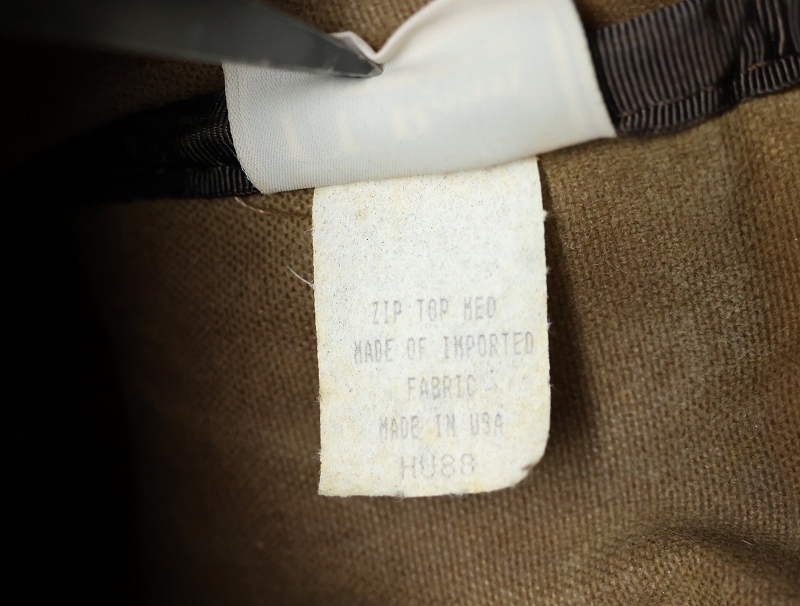 ZIP TOP MED
MADE OF IMPORTED
FABRIC
MADE IN USA
HU88